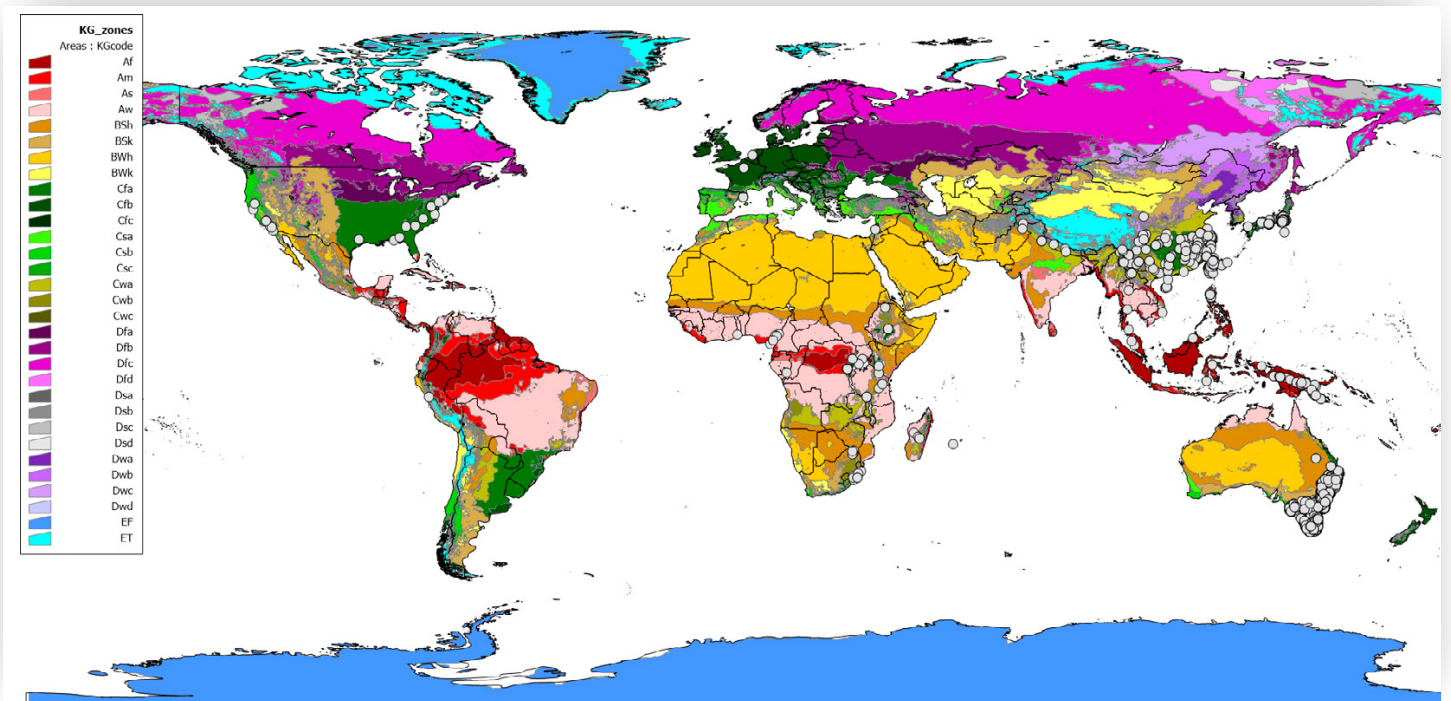 KG_zones
Areas : KGcode
Af
Am
As
Aw
BSh
BSk
BWh
BWk
Cfa
Cfb
Cfc
Csa
Csb
Csc
Cwa
Cwb
Cwc
Dfa
Dfb
Dfc
Dfd
Dsa
Dsb
Dsc
Dsd
Dwa
Dwb
Dwc
Dwd
EF
ET